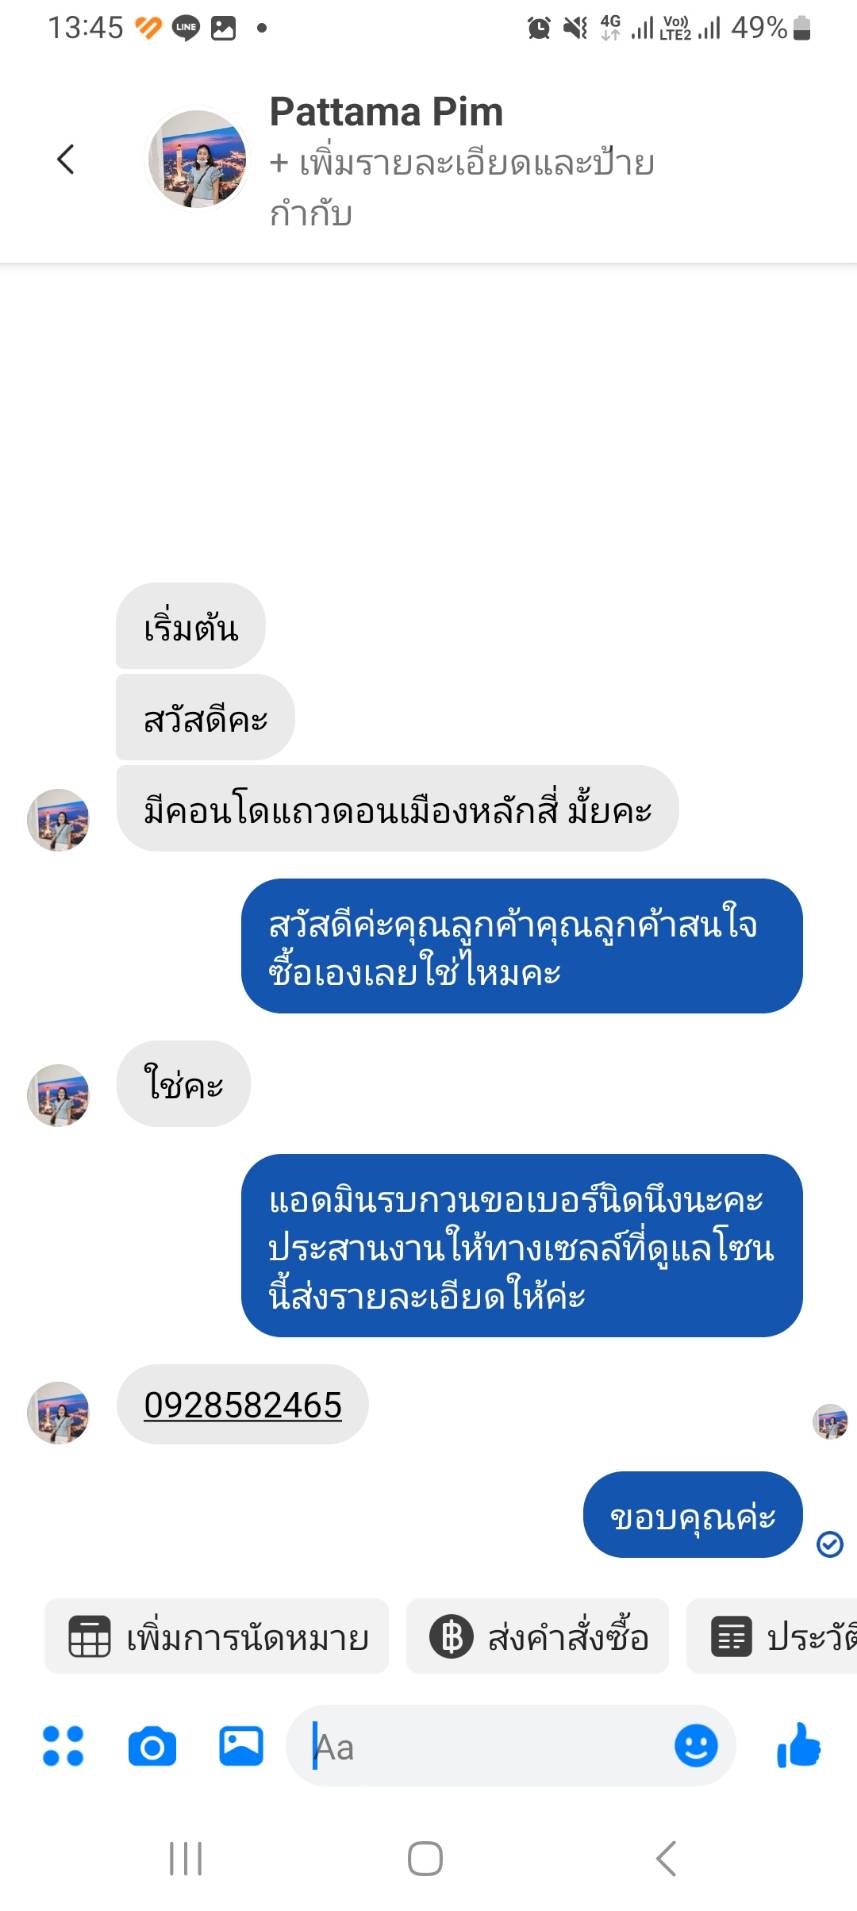 13:45
LINE
4G
Vo))
LTE2
49%
Pattama Pim
+ เพิ่มรายละเอียดและป้าย
กำกับ
เริ่มต้น
สวัสดีคะ
มีคอนโดแถวดอนเมืองหลักสี่ มั้ยคะ
สวัสดีค่ะคุณลูกค้าคุณลูกค้าสนใจ
ซื้อเองเลยใช่ไหมคะ
ใช่คะ
แอดมินรบกวนขอเบอร์นิดนึงนะคะ
ประสานงานให้ทางเซลล์ที่ดูแลโซน
นี้ส่งรายละเอียดให้ค่ะ
0928582465
ขอบคุณค่ะ
เพิ่มการนัดหมาย
ส่งคำสั่งซื้อ
ประวัติ
Aa